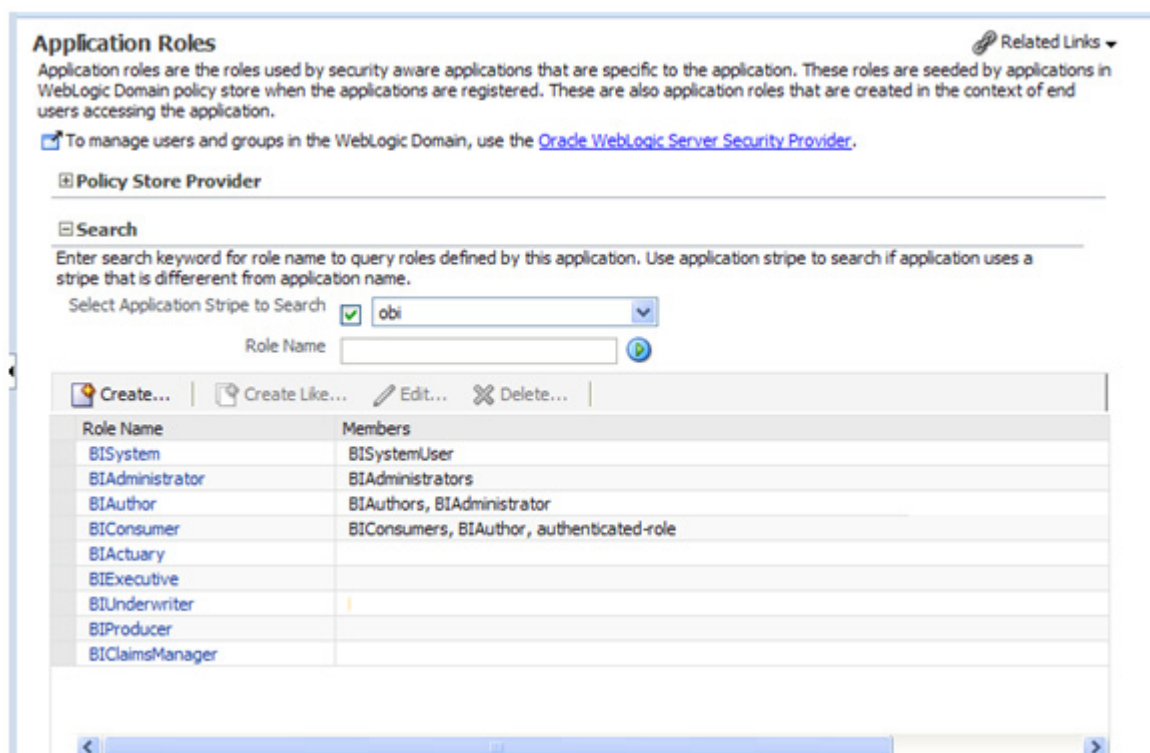 Application Roles
Related Links
Application roles are the roles used by security aware applications that are specific to the application. These roles are seeded by applications in
WebLogic Domain policy store when the applications are registered. These are also application roles that are created in the context of end
users accessing the application.
To manage users and groups in the WebLogic Domain, use the Oracle WebLogic Server Security Provider.
Policy Store Provider
Search
Enter search keyword for role name to query roles defined by this application. Use application stripe to search if application uses a
stripe that is differerent from application name.
Select Application Stripe to Search obi
Role Name
Create... Create Like... Edit... Delete...
Role Name Members
BISystem BISystemUser
BIAdministrator BIAdministrators
BIAuthor BIAuthors, BIAdministrator
BIConsumer BIConsumers, BIAuthor, authenticated-role
BIActuary
BIExecutive
BIUnderwriter
BIProducer
BIClaimsManager